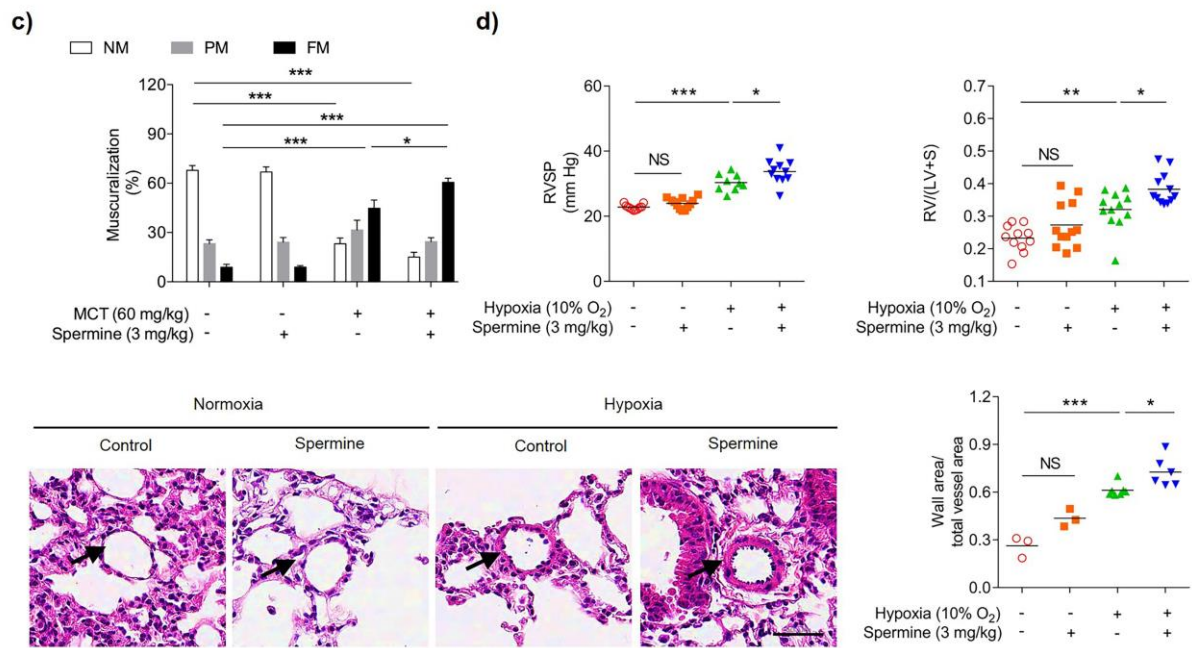 c)
NM PM FM
***
***
***
***
*
120
90
60
30
0
Muscuralization
(%)
MCT (60 mg/kg) - - + +
Spermine (3 mg/kg) - + - +
d)
60
40
20
0
RVSP
(mm Hg)
***
*
NS
Hypoxia (10% O2) - - + +
Spermine (3 mg/kg) - + - +
0.7
0.6
0.5
0.4
0.3
0.2
0.1
RV/(LV+S)
**
*
NS
Hypoxia (10% O2) - - + +
Spermine (3 mg/kg) - + - +
Normoxia Hypoxia
Control Spermine Control Spermine
1.2
0.9
0.6
0.3
0.0
Wall area/
total vessel area
***
*
NS
Hypoxia (10% O2) - - + +
Spermine (3 mg/kg) - + - +